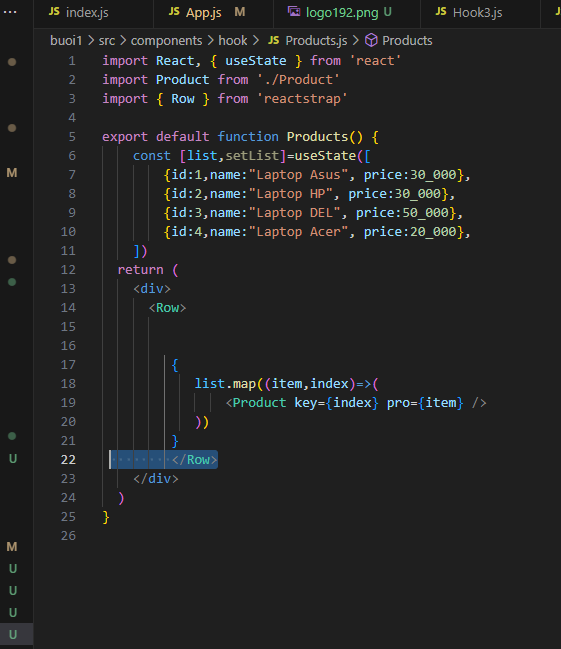 ··· JS index.js JS App.js M logo192.png U JS Hook3.js
buoi1 > src > components > hook > JS Products.js > Products
1 import React, { useState } from 'react'
2 import Product from './Product'
3 import { Row } from 'reactstrap'
4
5 export default function Products() {
6 const [list,setList]=useState([
M 7 {id:1,name:"Laptop Asus", price:30_000},
8 {id:2,name:"Laptop HP", price:30_000},
9 {id:3,name:"Laptop DEL", price:50_000},
10 {id:4,name:"Laptop Acer", price:20_000},
11 ])
12 return (
13 <div>
14 <Row>
15
16
17 {
18 list.map((item,index)=>(
19 <Product key={index} pro={item} />
20 ))
21 }
U 22 </Row>
23 </div>
24 )
25 }
26
M
U
U
U
U